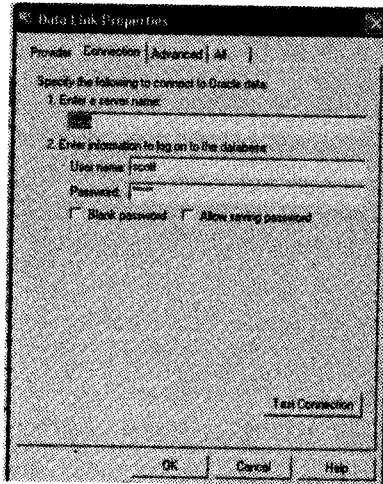 Data Link Properties
Provider Connection Advanced All
Specify the following to connect to Oracle data:
1. Enter a server name:
2. Enter information to log on to the database:
User name: scott
Password:
Blank password Allow saving password
Test Connection
OK Cancel Help